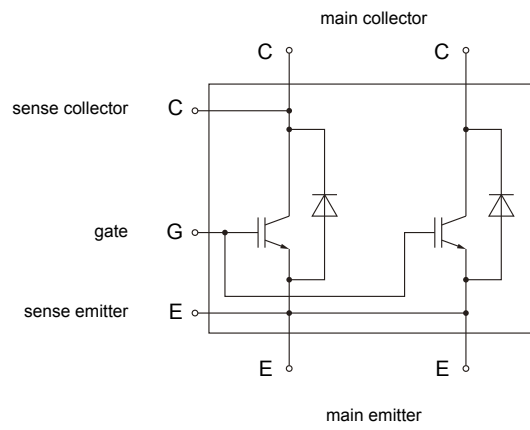 main collector
C C
sense collector C
gate G
sense emitter E
E E
main emitter